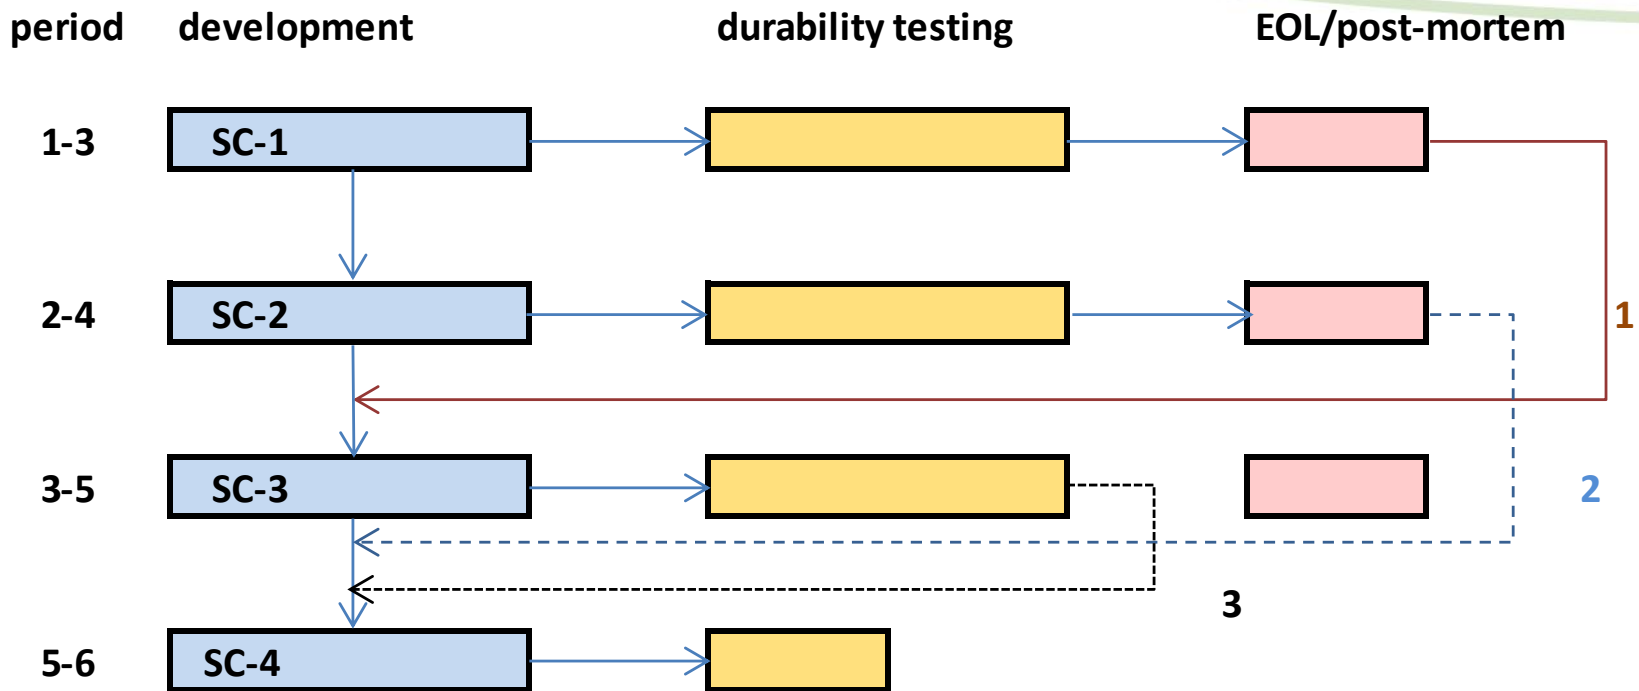 period development durability testing EOL/post-mortem
1-3 SC-1
2-4 SC-2 1
3-5 SC-3 2
3
5-6 SC-4